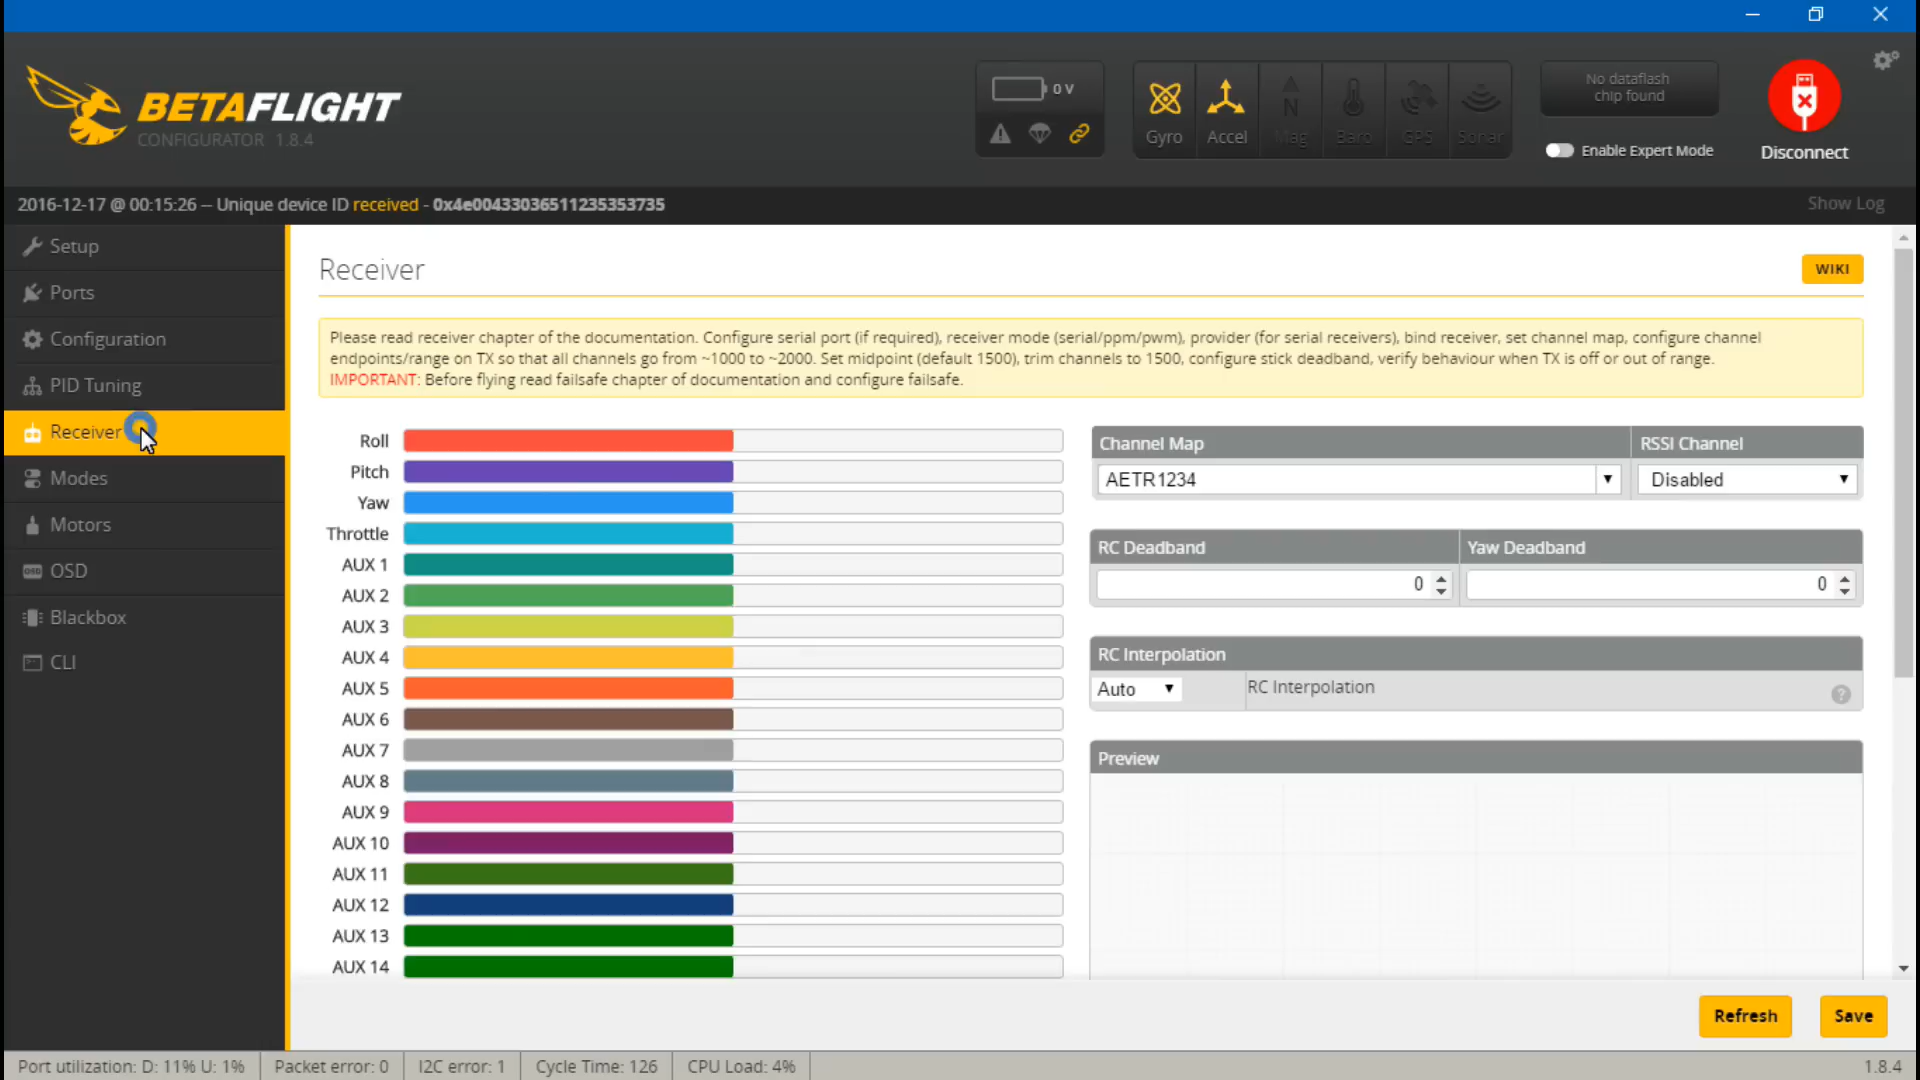 BETAFLIGHT
CONFIGURATOR 1.8.4
0 V
Gyro
Accel
Mag
Baro
GPS
Sonar
No dataflash
chip found
Enable Expert Mode
Disconnect
2016-12-17 @ 00:15:26 -- Unique device ID received - 0x4e00433036511235353735
Show Log
Setup
Ports
Configuration
PID Tuning
Receiver
Modes
Motors
OSD
Blackbox
CLI
Receiver
WIKI
Please read receiver chapter of the documentation. Configure serial port (if required), receiver mode (serial/ppm/pwm), provider (for serial receivers), bind receiver, set channel map, configure channel
endpoints/range on TX so that all channels go from ~1000 to ~2000. Set midpoint (default 1500), trim channels to 1500, configure stick deadband, verify behaviour when TX is off or out of range.
IMPORTANT: Before flying read failsafe chapter of documentation and configure failsafe.
Roll
Pitch
Yaw
Throttle
AUX 1
AUX 2
AUX 3
AUX 4
AUX 5
AUX 6
AUX 7
AUX 8
AUX 9
AUX 10
AUX 11
AUX 12
AUX 13
AUX 14
Channel Map
RSSI Channel
AETR1234
Disabled
RC Deadband
Yaw Deadband
0
0
RC Interpolation
Auto
RC Interpolation
?
Preview
Refresh
Save
Port utilization: D: 11% U: 1%
Packet error: 0
I2C error: 1
Cycle Time: 126
CPU Load: 4%
1.8.4